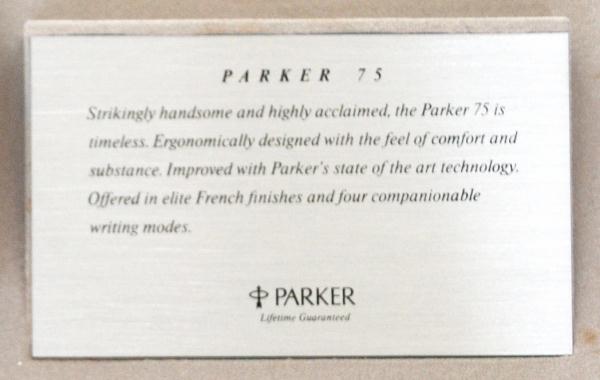 PARKER 75
Strikingly handsome and highly acclaimed, the Parker 75 is
timeless. Ergonomically designed with the feel of comfort and
substance. Improved with Parker's state of the art technology.
Offered in elite French finishes and four companionable
writing modes.
PARKER
Lifetime Guaranteed